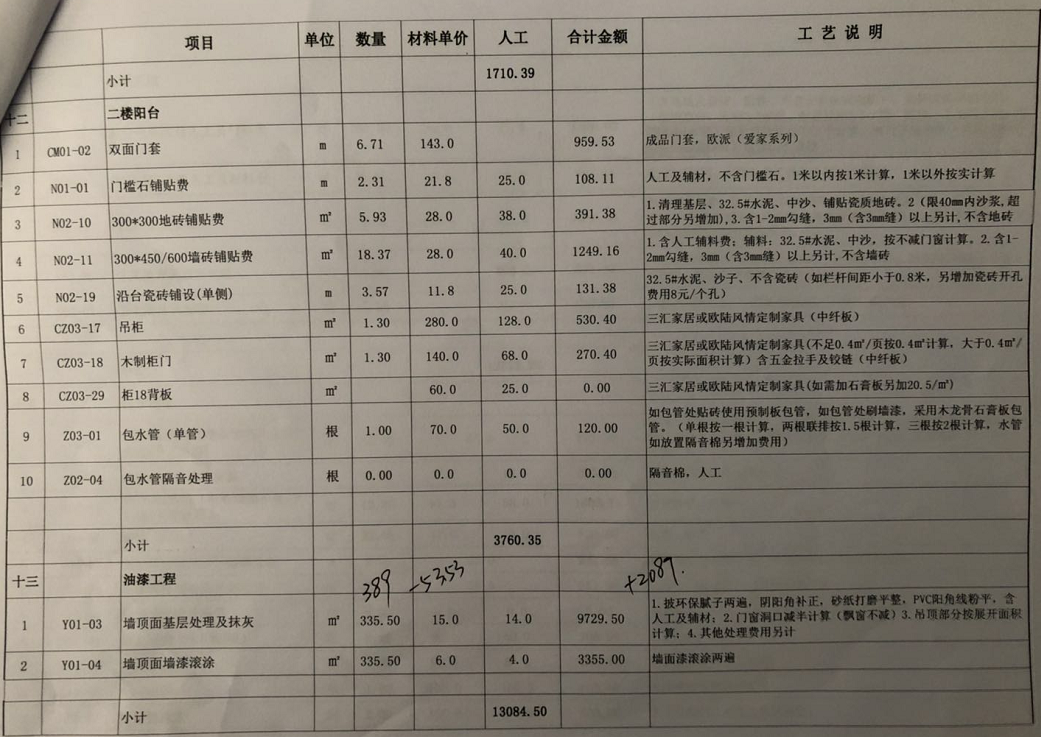 项目 单位 数量 材料单价 人工 合计金额 工艺说明
小计 1710.39
十二 二楼阳台
1 CM01-02 双面门套 m 6.71 143.0 959.53 成品门套，欧派（爱家系列）
2 N01-01 门槛石铺贴费 m 2.31 21.8 25.0 108.11 人工及辅材，不含门槛石。1米以内按1米计算，1米以外按实计算
3 N02-10 300*300地砖铺贴费 ㎡ 5.93 28.0 38.0 391.38 1.清理基层、32.5#水泥、中沙、铺贴瓷质地砖。2（限40mm内沙浆,超
过部分另增加),3.含1-2mm勾缝，3mm（含3mm缝）以上另计,不含地砖
4 N02-11 300*450/600墙砖铺贴费 ㎡ 18.37 28.0 40.0 1249.16 1.含人工辅料费；辅料：32.5#水泥、中沙，按不减门窗计算。2.含1-
2mm勾缝，3mm（含3mm缝）以上另计,不含墙砖
5 N02-19 沿台瓷砖铺设(单侧) m 3.57 11.8 25.0 131.38 32.5#水泥、沙子、不含瓷砖（如栏杆间距小于0.8米，另增加瓷砖开孔
费用8元/个孔）
6 CZ03-17 吊柜 ㎡ 1.30 280.0 128.0 530.40 三汇家居或欧陆风情定制家具（中纤板）
7 CZ03-18 木制柜门 ㎡ 1.30 140.0 68.0 270.40 三汇家居或欧陆风情定制家具(不足0.4㎡/页按0.4㎡计算，大于0.4㎡/
页按实际面积计算）含五金拉手及铰链（中纤板）
8 CZ03-29 柜18背板 ㎡ 60.0 25.0 0.00 三汇家居或欧陆风情定制家具(如需加石膏板另加20.5/㎡)
9 Z03-01 包水管（单管） 根 1.00 70.0 50.0 120.00 如包管处贴砖使用预制板包管，如包管处刷墙漆，采用木龙骨石膏板包
管。（单根按一根计算，两根联排按1.5根计算，三根按2根计算，水管
如放置隔音棉另增加费用）
10 Z02-04 包水管隔音处理 根 0.00 0.0 0.0 0.00 隔音棉，人工
小计 3760.35
十三 油漆工程 389 -5353 +2087.
1 Y01-03 墙顶面基层处理及抹灰 ㎡ 335.50 15.0 14.0 9729.50 1.披环保腻子两遍，阴阳角补正，砂纸打磨平整，PVC阳角线粉平，含
人工及辅材；2.门窗洞口减半计算（飘窗不减）3.吊顶部分按展开面积
计算；4.其他处理费用另计
2 Y01-04 墙顶面墙漆滚涂 ㎡ 335.50 6.0 4.0 3355.00 墙面漆滚涂两遍
小计 13084.50